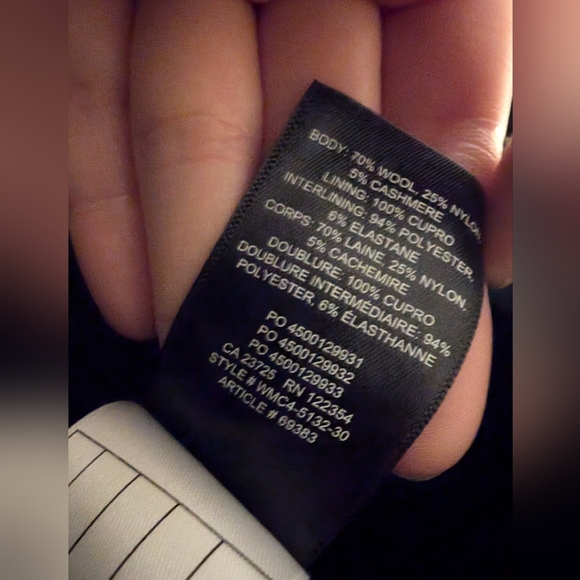 BODY: 70% WOOL, 25% NYLON,
5% CASHMERE
LINING: 100% CUPRO
INTERLINING: 94% POLYESTER,
6% ELASTANE
CORPS: 70% LAINE, 25% NYLON,
5% CACHEMIRE
DOUBLURE: 100% CUPRO
DOUBLURE INTERMÉDIAIRE: 94%
POLYESTER, 6% ÉLASTHANNE
PO 4500129931
PO 4500129932
PO 4500129933
CA 23725 RN 122354
STYLE # WMC4-5132-30
ARTICLE # 69383